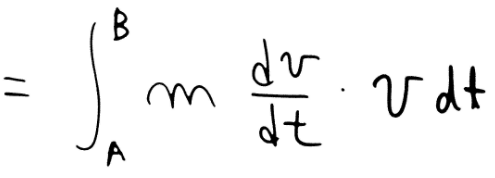 = ∫_A^B m dv/dt · v dt